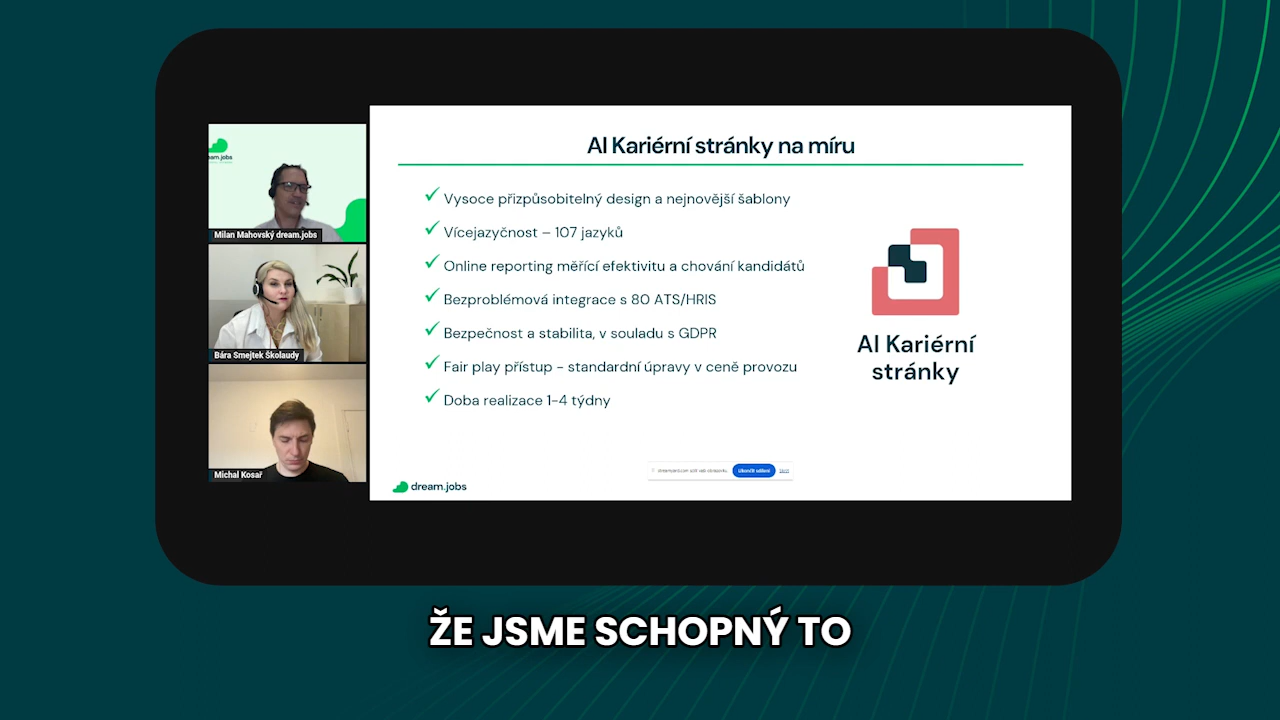 AI Kariérní stránky na míru
Vysoce přizpůsobitelný design a nejnovější šablony
Vícejazyčnost – 107 jazyků
Online reporting měřící efektivitu a chování kandidátů
Bezproblémová integrace s 80 ATS/HRIS
Bezpečnost a stabilita, v souladu s GDPR
Fair play přístup - standardní úpravy v ceně provozu
Doba realizace 1-4 týdny
AI Kariérní
stránky
dream.jobs
Milan Mahovský dream.jobs
Bára Smejtek Školaudy
Michal Kosař
ŽE JSME SCHOPNÝ TO